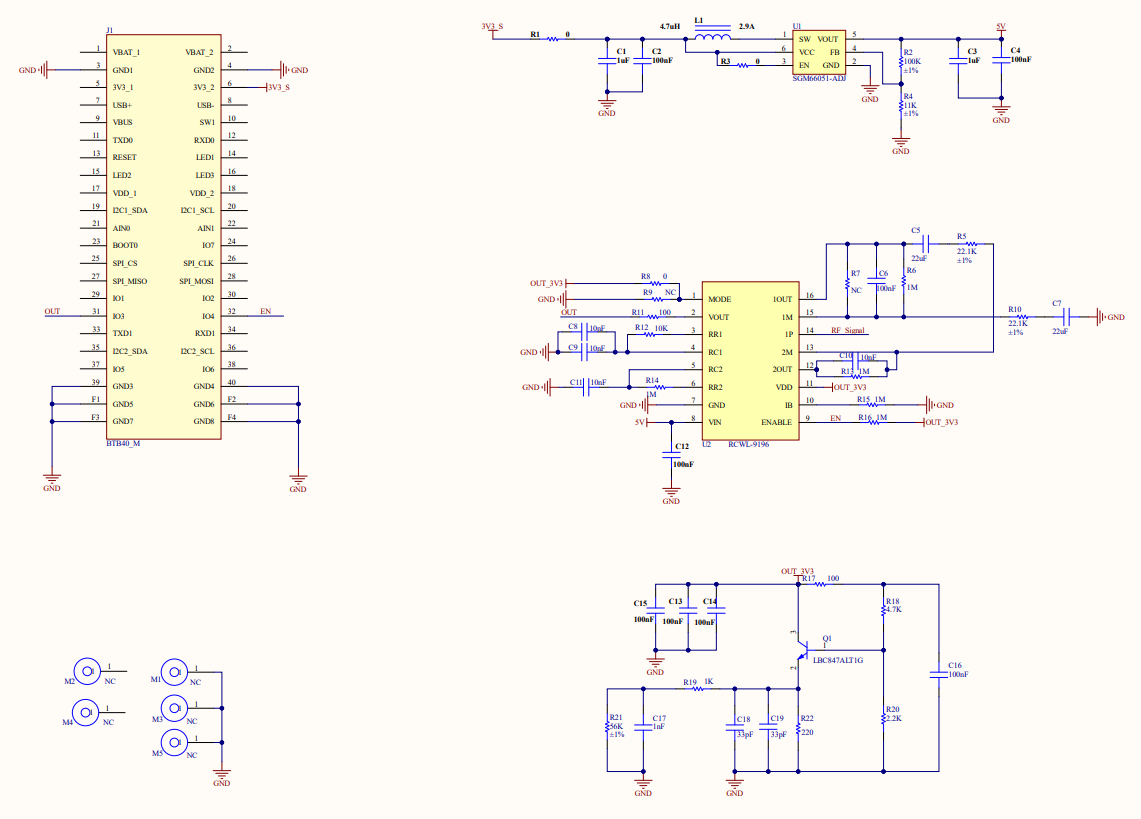 J1
1 VBAT_1 VBAT_2 2
GND 3 GND1 GND2 4 GND
5 3V3_1 3V3_2 6 3V3_S
7 USB+ USB- 8
9 VBUS SW1 10
11 TXD0 RXD0 12
13 RESET LED1 14
15 LED2 LED3 16
17 VDD_1 VDD_2 18
19 I2C1_SDA I2C1_SCL 20
21 AIN0 AIN1 22
23 BOOT0 IO7 24
25 SPI_CS SPI_CLK 26
27 SPI_MISO SPI_MOSI 28
29 IO1 IO2 30
OUT 31 IO3 IO4 32 EN
33 TXD1 RXD1 34
35 I2C2_SDA I2C2_SCL 36
37 IO5 IO6 38
39 GND3 GND4 40
F1 GND5 GND6 F2
F3 GND7 GND8 F4
BTB40_M
GND GND
3V3_S
R1 0
4.7uH L1 2.9A
U1
1 SW VOUT 5
6 VCC FB 4
3 EN GND 2
SGM66051-ADJ
5V
C1
1uF
C2
100nF
R3 0
GND
GND
R2
100K
±1%
R4
11K
±1%
GND
C3
1uF
C4
100nF
GND
OUT_3V3 R8 0
GND R9 NC
OUT R11 100
C8 10nF
R12 10K
GND C9 10nF
GND C11 10nF
R14
1M
GND
5V
C12
100nF
GND
1 MODE 1OUT 16
2 VOUT 1M 15
3 RR1 1P 14 RF_Signal
4 RC1 2M 13
5 RC2 2OUT 12
6 RR2 VDD 11 OUT_3V3
7 GND IB 10 R15 1M GND
8 VIN ENABLE 9 EN R16 1M OUT_3V3
U2 RCWL-9196
R7
NC
C6
100nF
R6
1M
C5
22uF
R5
22.1K
±1%
R10
22.1K
±1%
C7
22uF
GND
C10 10nF
R13 1M
OUT_3V3
R17 100
C15
100nF
C13
100nF
C14
100nF
GND
3
Q1
1
LBC847ALT1G
2
R18
4.7K
C16
100nF
R19 1K
R21
56K
±1%
C17
1nF
C18
33pF
C19
33pF
R22
220
R20
2.2K
GND
GND
M2 1 NC
M4 1 NC
M1 1 NC
M3 1 NC
M5 1 NC
GND